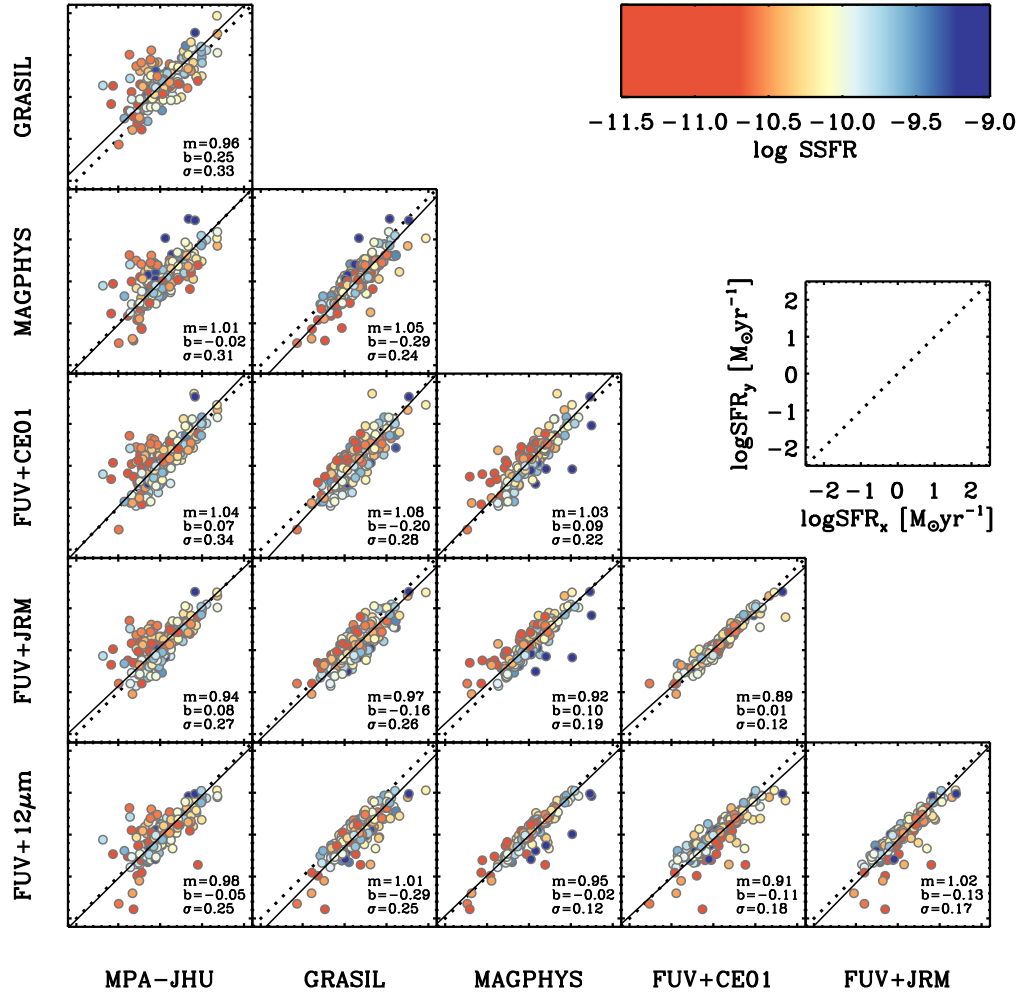 GRASIL
m=0.96
b=0.25
σ=0.33
−11.5 −11.0 −10.5 −10.0 −9.5 −9.0
log SSFR
MAGPHYS
m=1.01
b=−0.02
σ=0.31
m=1.05
b=−0.29
σ=0.24
logSFRy [M⊙yr−1]
2
1
0
−1
−2
−2 −1 0 1 2
logSFRx [M⊙yr−1]
FUV+CE01
m=1.04
b=0.07
σ=0.34
m=1.08
b=−0.20
σ=0.28
m=1.03
b=0.09
σ=0.22
FUV+JRM
m=0.94
b=0.08
σ=0.27
m=0.97
b=−0.16
σ=0.26
m=0.92
b=0.10
σ=0.19
m=0.89
b=0.01
σ=0.12
FUV+12μm
m=0.98
b=−0.05
σ=0.25
m=1.01
b=−0.29
σ=0.25
m=0.95
b=−0.02
σ=0.12
m=0.91
b=−0.11
σ=0.18
m=1.02
b=−0.13
σ=0.17
MPA−JHU GRASIL MAGPHYS FUV+CE01 FUV+JRM